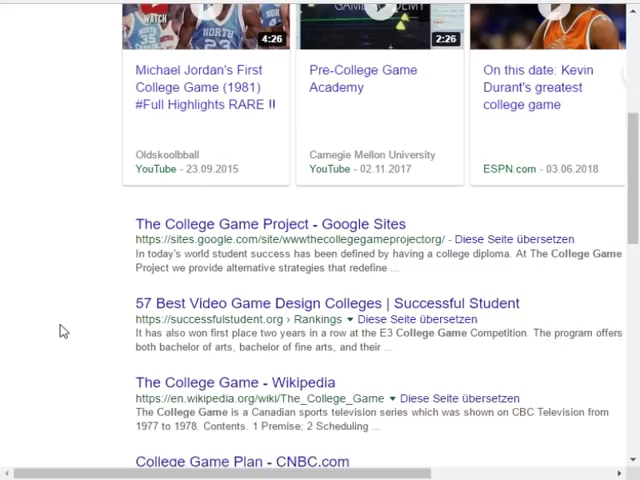 WATCH
NORTH
35
NORTH
23
4:26
2:26
Michael Jordan's First
College Game (1981)
#Full Highlights RARE !!
Oldskoolbball
YouTube - 23.09.2015
Pre-College Game
Academy
Carnegie Mellon University
YouTube - 02.11.2017
On this date: Kevin
Durant's greatest
college game
ESPN.com - 03.06.2018
The College Game Project - Google Sites
https://sites.google.com/site/wwwthecollegegameprojectorg/ - Diese Seite übersetzen
In today's world student success has been defined by having a college diploma. At The College Game
Project we provide alternative strategies that redefine ...
57 Best Video Game Design Colleges | Successful Student
https://successfulstudent.org › Rankings ▼ Diese Seite übersetzen
It has also won first place two years in a row at the E3 College Game Competition. The program offers
both bachelor of arts, bachelor of fine arts, and their ...
The College Game - Wikipedia
https://en.wikipedia.org/wiki/The_College_Game ▼ Diese Seite übersetzen
The College Game is a Canadian sports television series which was shown on CBC Television from
1977 to 1978. Contents. 1 Premise; 2 Scheduling ...
College Game Plan - CNBC.com